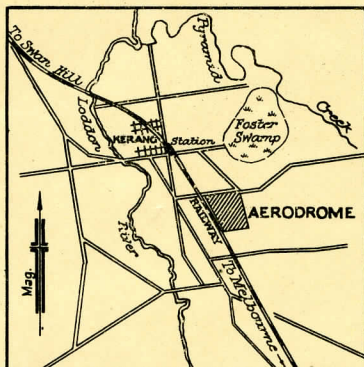 To Swan Hill
Pyramid
Creek
Loddon
KERANG
Station
Foster
Swamp
RAILWAY
AERODROME
River
To Melbourne
Mag.